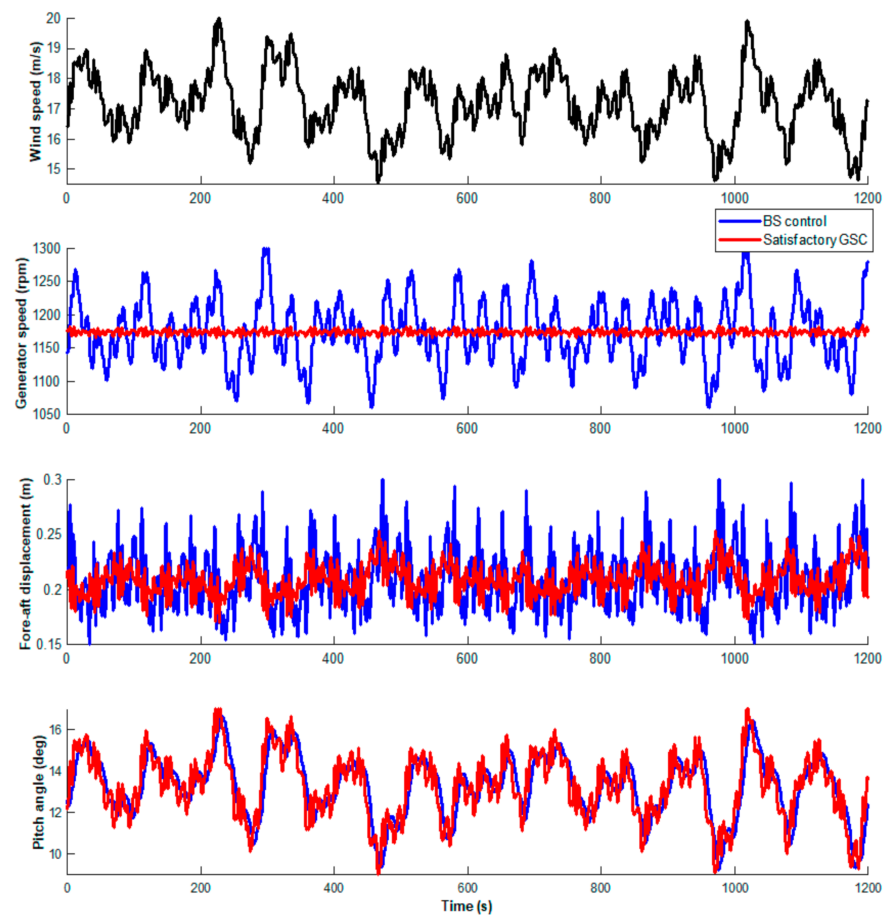 Wind speed (m/s)
20
19
18
17
16
15
0 200 400 600 800 1000 1200
BS control
Satisfactory GSC
Generator speed (rpm)
1300
1250
1200
1150
1100
1050
0 200 400 600 800 1000 1200
Fore-aft displacement (m)
0.3
0.25
0.2
0.15
0 200 400 600 800 1000 1200
Pitch angle (deg)
16
14
12
10
0 200 400 600 800 1000 1200
Time (s)